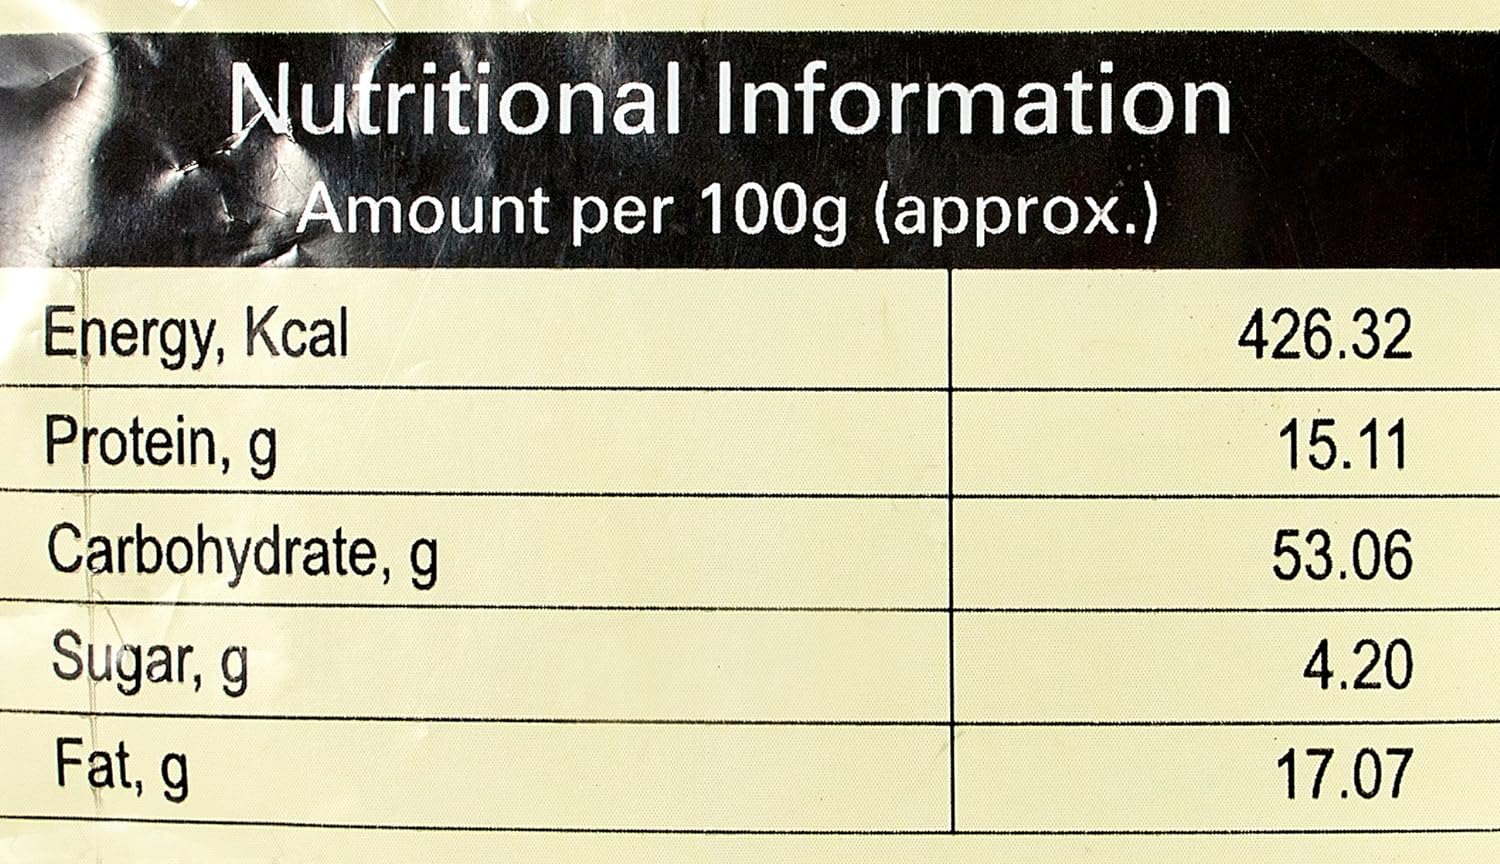 Nutritional Information
Amount per 100g (approx.)
Energy, Kcal 426.32
Protein, g 15.11
Carbohydrate, g 53.06
Sugar, g 4.20
Fat, g 17.07